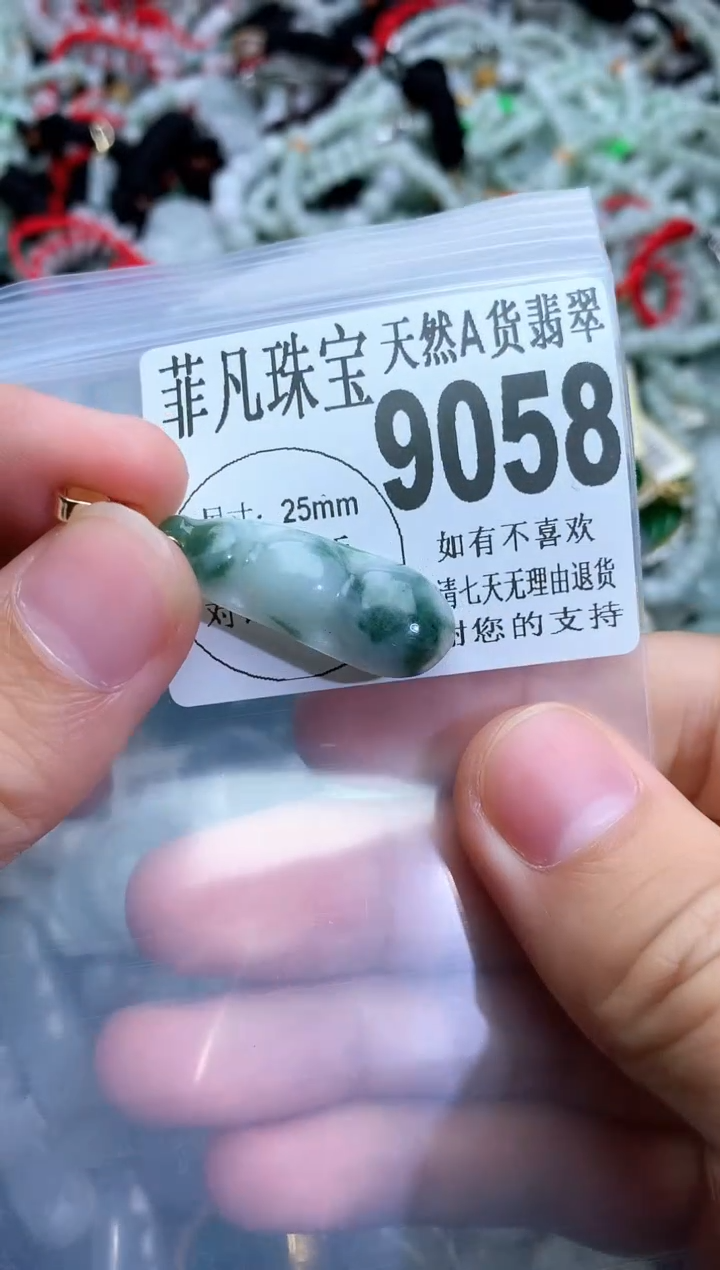 菲凡珠宝 天然A货翡翠
9058
尺寸: 25mm
如有不喜欢
请七天无理由退货
谢您的支持